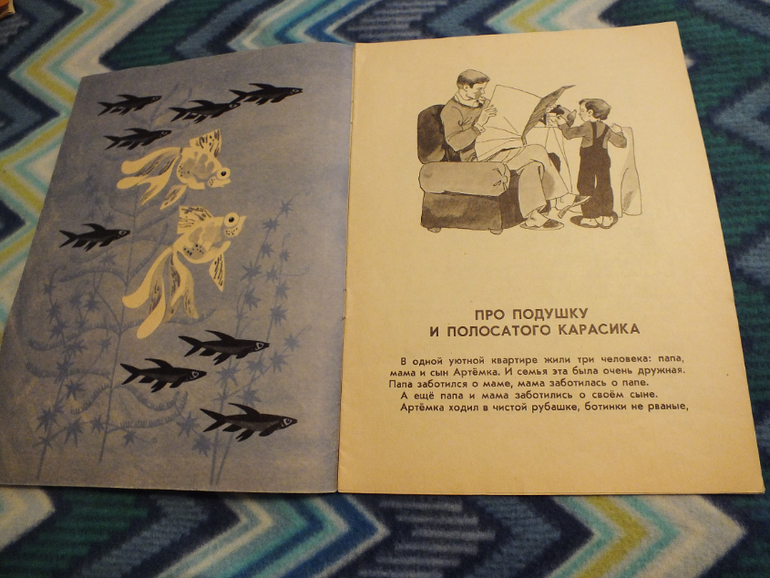 ПРО ПОДУШКУ
И ПОЛОСАТОГО КАРАСИКА
В одной уютной квартире жили три человека: папа,
мама и сын Артёмка. И семья эта была очень дружная.
Папа заботился о маме, мама заботилась о папе.
А ещё папа и мама заботились о своём сыне.
Артёмка ходил в чистой рубашке, ботинки не рваные,